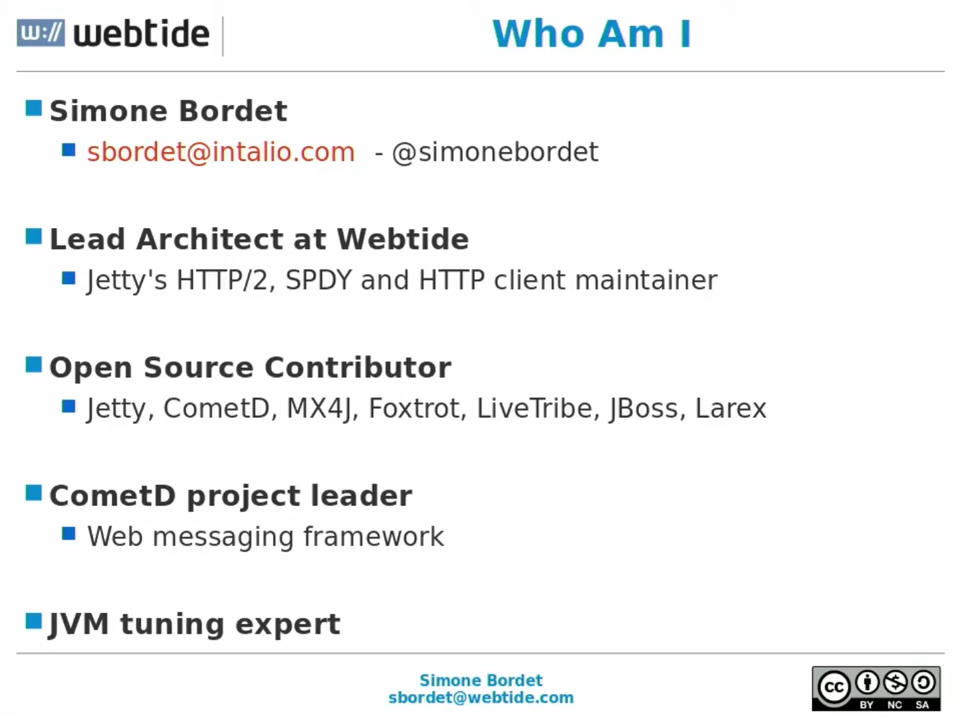 w:// webtide
Who Am I
Simone Bordet
sbordet@intalio.com - @simonebordet
Lead Architect at Webtide
Jetty's HTTP/2, SPDY and HTTP client maintainer
Open Source Contributor
Jetty, CometD, MX4J, Foxtrot, LiveTribe, JBoss, Larex
CometD project leader
Web messaging framework
JVM tuning expert
Simone Bordet
sbordet@webtide.com
cc
BY NC SA